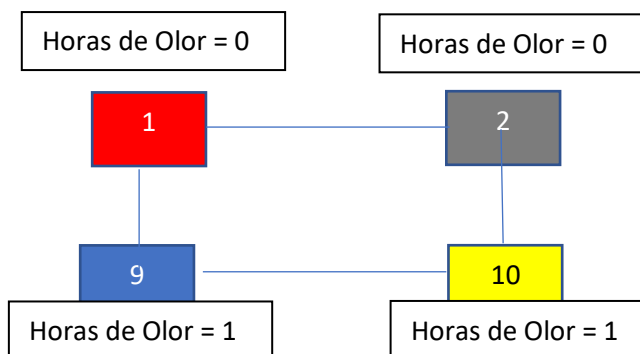 Horas de Olor = 0
Horas de Olor = 0
1
2
9
10
Horas de Olor = 1
Horas de Olor = 1